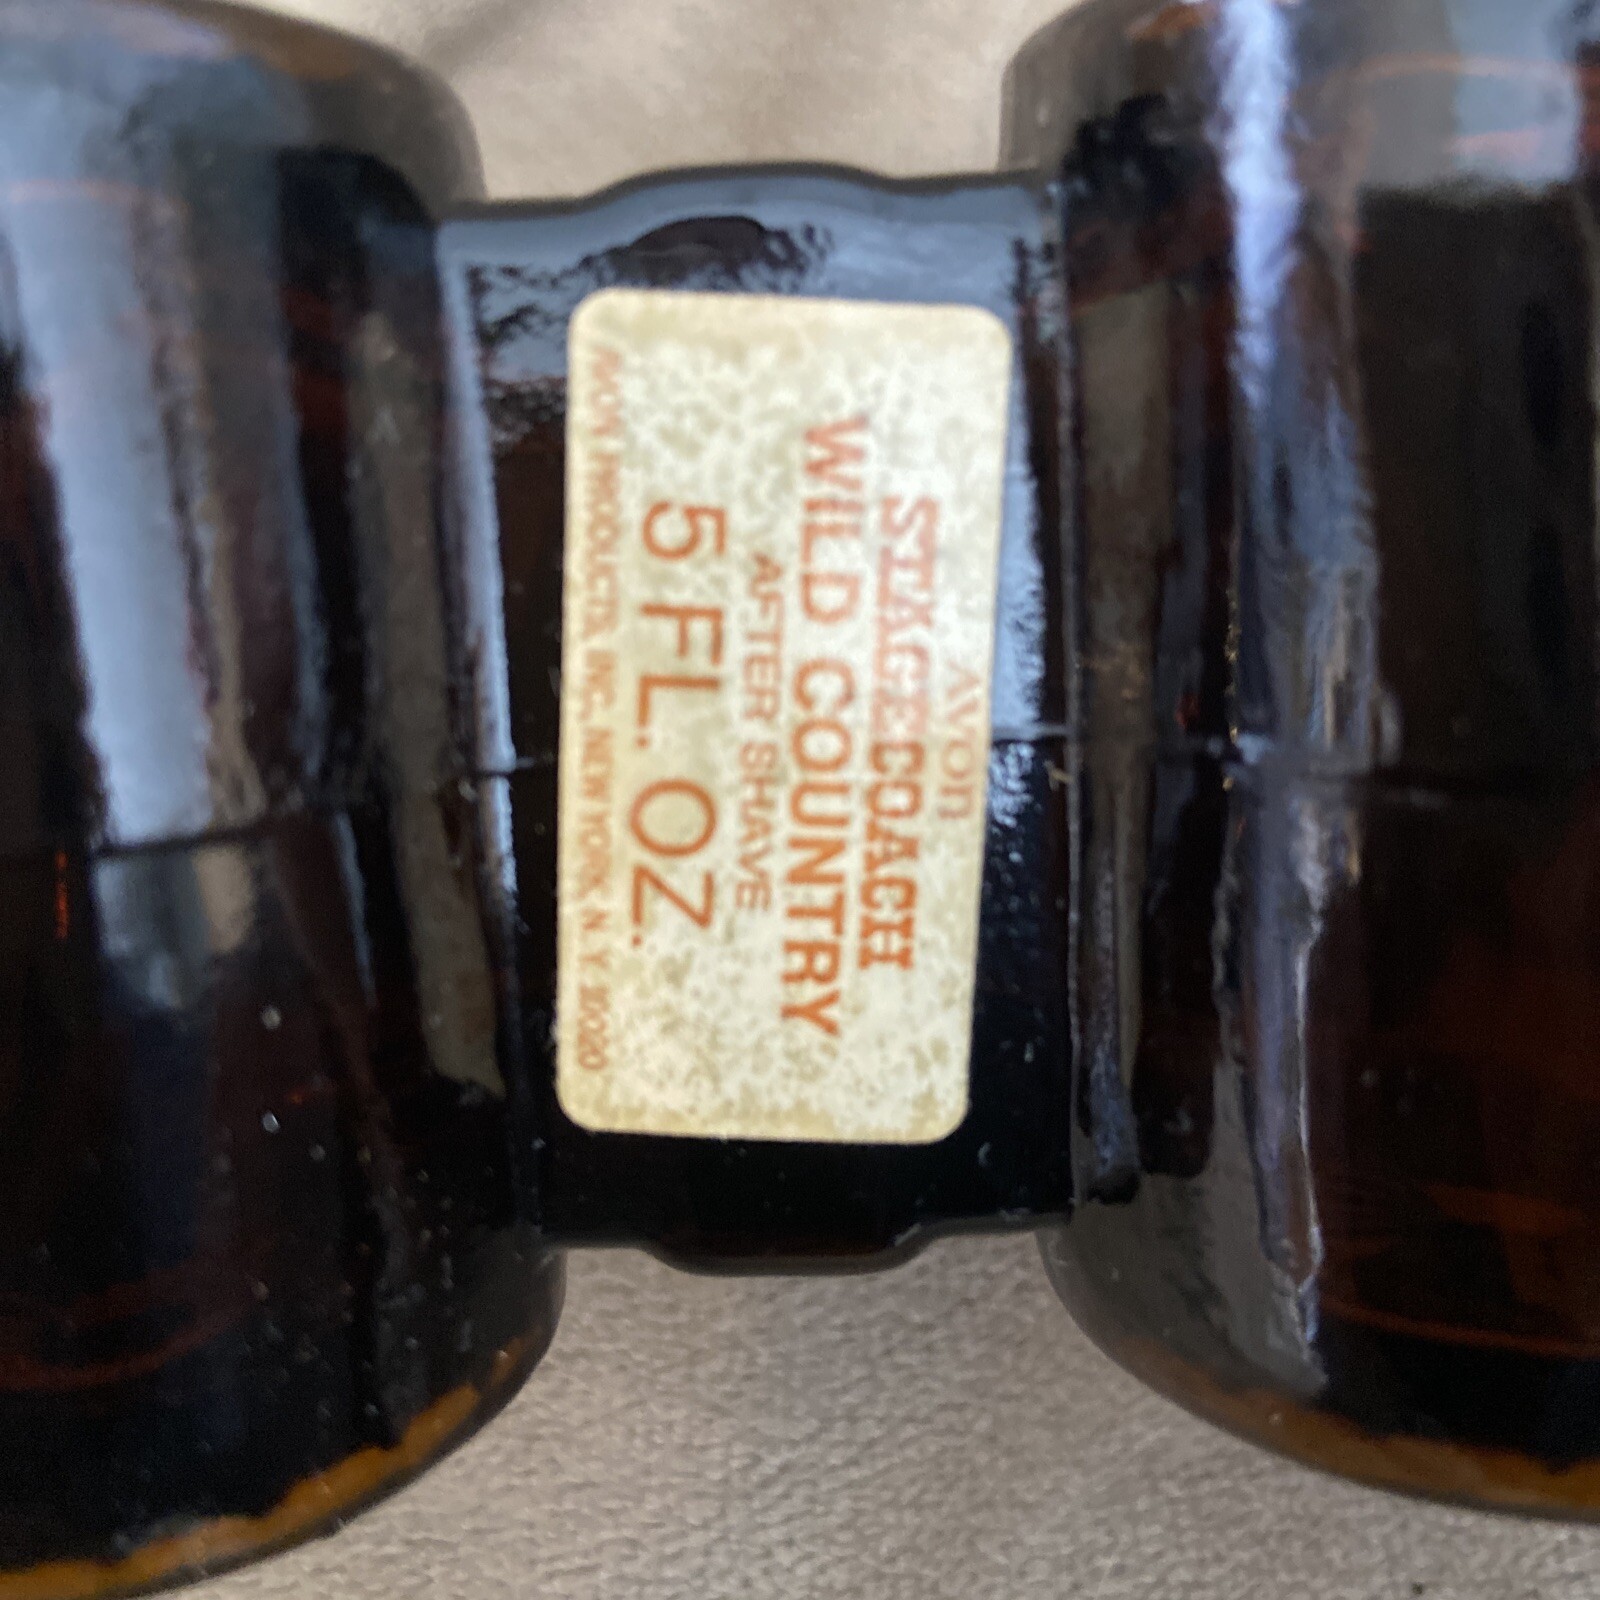 Avon
STAGECOACH
WILD COUNTRY
AFTER SHAVE
5 FL. OZ.
AVON PRODUCTS, INC., NEW YORK, N. Y. 10020